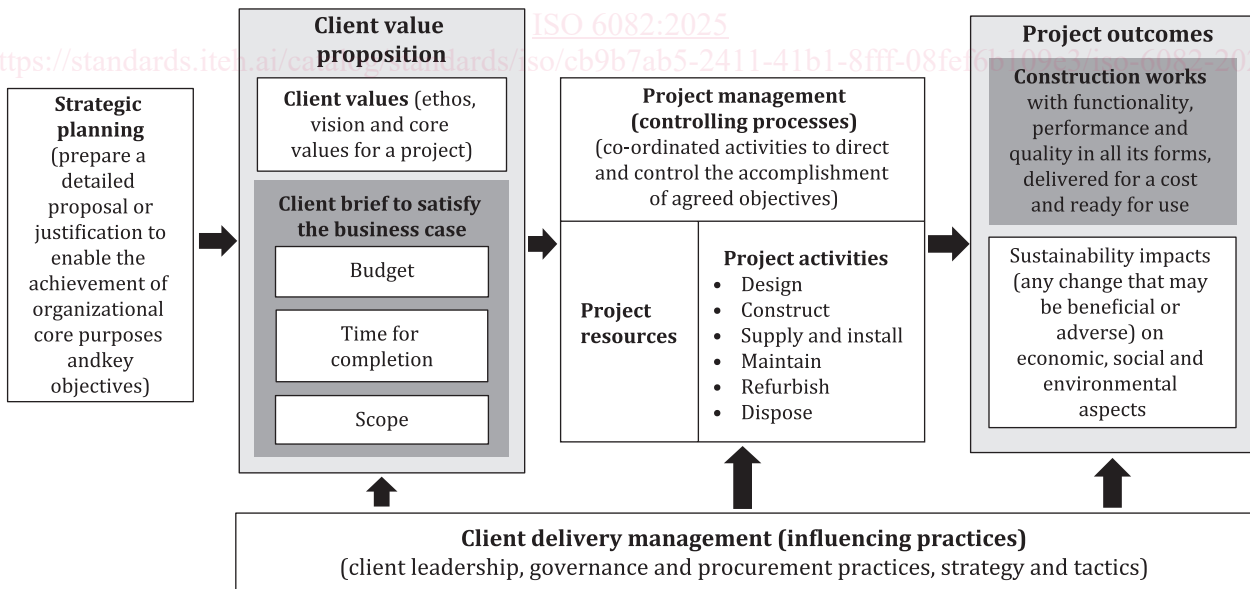 ISO 6082:2025
ttps://standards.iteh.ai/catalog/standards/iso/cb9b7ab5-2411-41b1-8fff-08fef6b109e3/iso-6082-202
Strategic
planning
(prepare a
detailed
proposal or
justification to
enable the
achievement of
organizational
core purposes
andkey
objectives)
Client value
proposition
Client values (ethos,
vision and core
values for a project)
Client brief to satisfy
the business case
Budget
Time for
completion
Scope
Project management
(controlling processes)
(co-ordinated activities to direct
and control the accomplishment
of agreed objectives)
Project
resources
Project activities
• Design
• Construct
• Supply and install
• Maintain
• Refurbish
• Dispose
Project outcomes
Construction works
with functionality,
performance and
quality in all its forms,
delivered for a cost
and ready for use
Sustainability impacts
(any change that may
be beneficial or
adverse) on
economic, social and
environmental
aspects
Client delivery management (influencing practices)
(client leadership, governance and procurement practices, strategy and tactics)